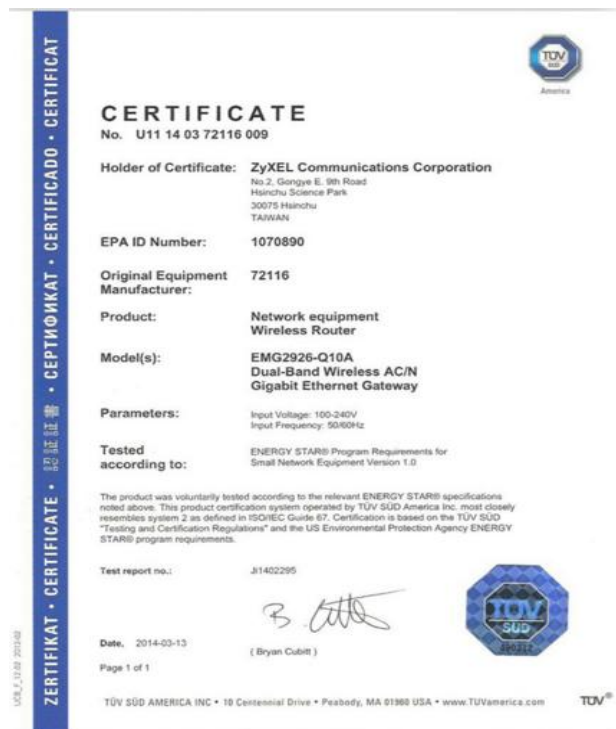 TÜV
SÜD
America
CERTIFICATE
No. U11 14 03 72116 009
Holder of Certificate: ZyXEL Communications Corporation
No.2, Gongye E. 9th Road
Hsinchu Science Park
30075 Hsinchu
TAIWAN
EPA ID Number: 1070890
Original Equipment Manufacturer: 72116
Product: Network equipment
Wireless Router
Model(s): EMG2926-Q10A
Dual-Band Wireless AC/N
Gigabit Ethernet Gateway
Parameters: Input Voltage: 100-240V
Input Frequency: 50/60Hz
Tested according to: ENERGY STAR® Program Requirements for
Small Network Equipment Version 1.0
The product was voluntarily tested according to the relevant ENERGY STAR® specifications
noted above. This product certification system operated by TÜV SÜD America Inc. most closely
resembles system 2 as defined in ISO/IEC Guide 67. Certification is based on the TÜV SÜD
"Testing and Certification Regulations" and the US Environmental Protection Agency ENERGY
STAR® program requirements.
Test report no.: JI1402295
TÜV
SÜD
Date, 2014-03-13
( Bryan Cubitt )
Page 1 of 1
TÜV SÜD AMERICA INC • 10 Centennial Drive • Peabody, MA 01960 USA • www.TUVamerica.com TÜV®
ZERTIFIKAT • CERTIFICATE • 認証証書 • СЕРТИФИКАТ • CERTIFICADO • CERTIFICAT